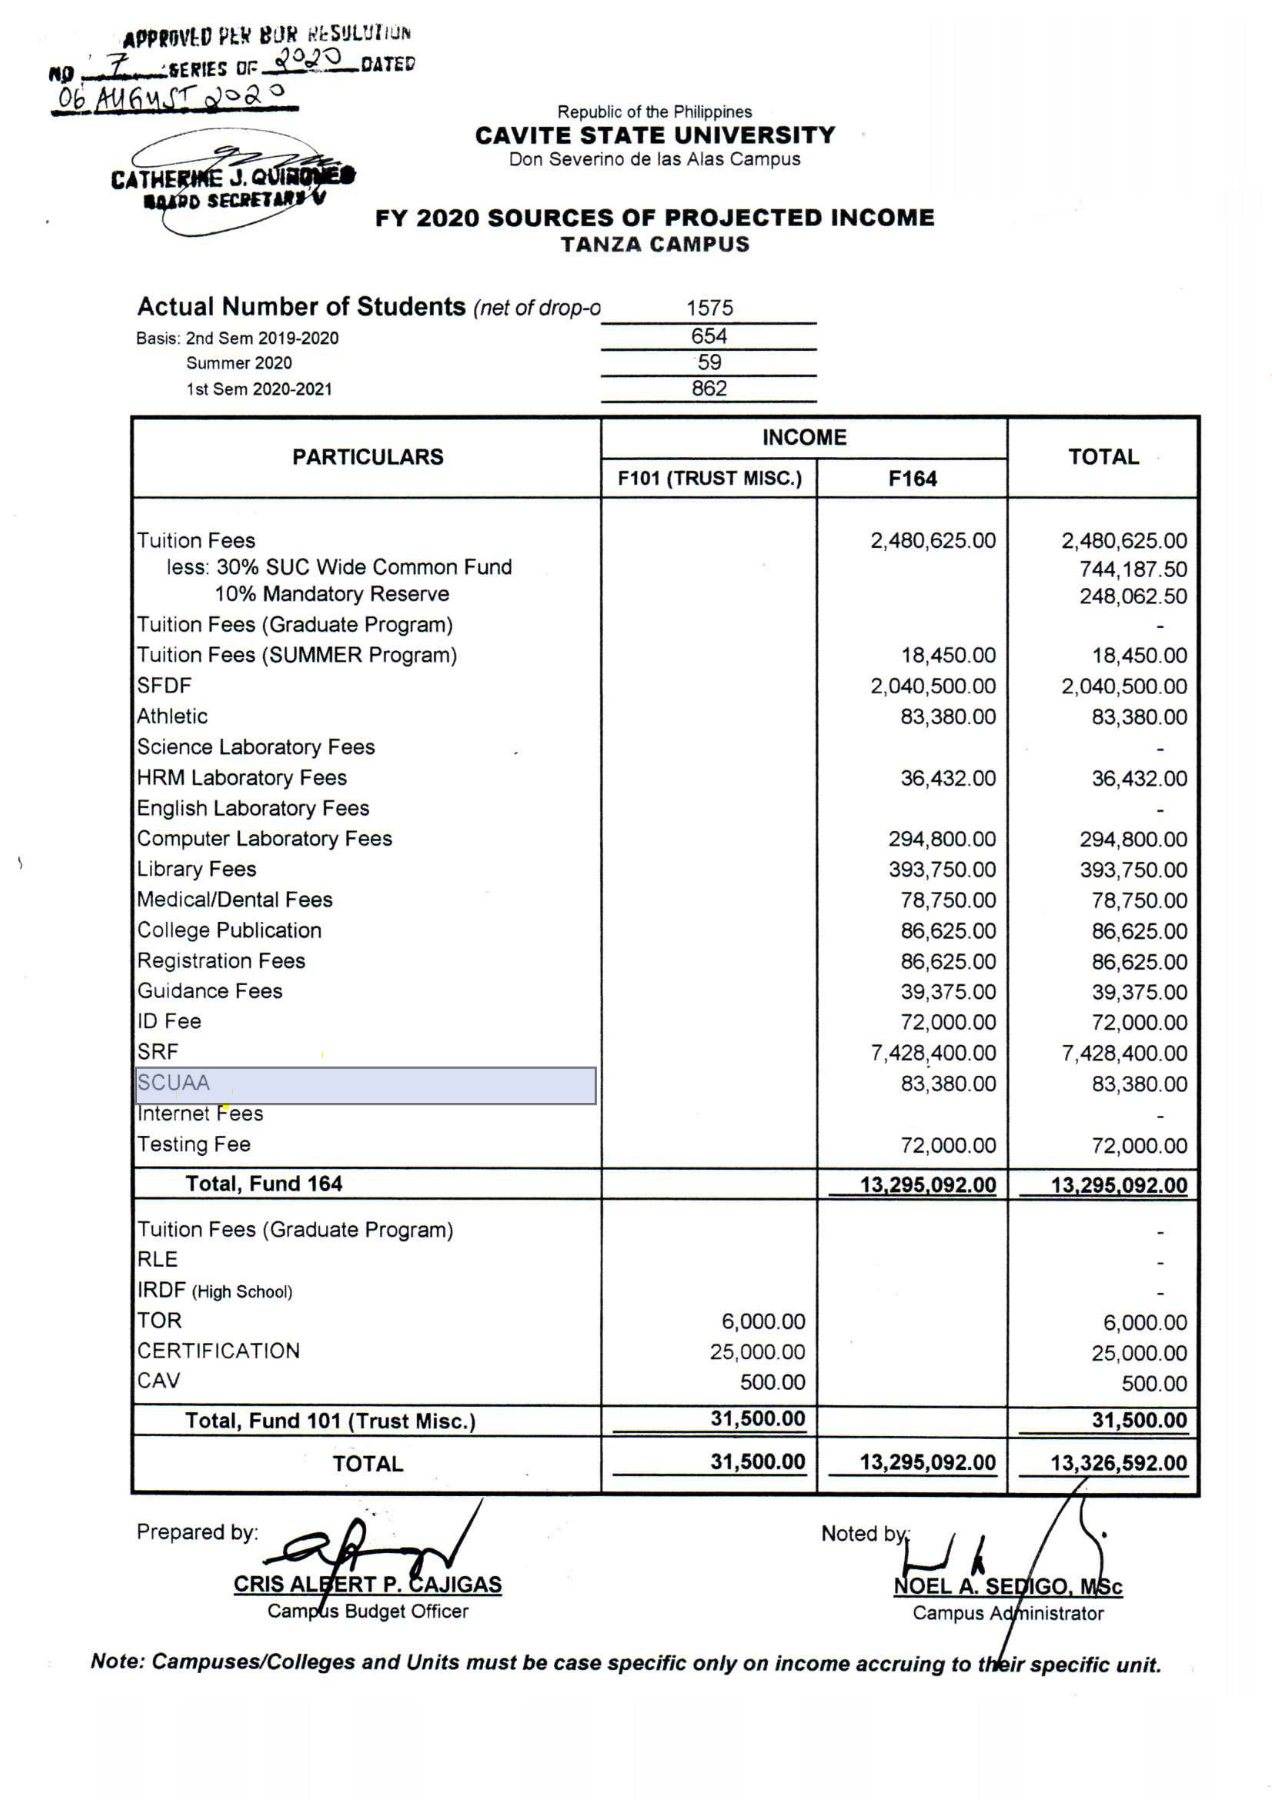 APPROVED PER BOR RESOLUTION
NO 7 SERIES OF 2020 DATED
06 AUGUST 2020
CATHERINE J. QUIRONES
BOARD SECRETARY V
Republic of the Philippines
CAVITE STATE UNIVERSITY
Don Severino de las Alas Campus
FY 2020 SOURCES OF PROJECTED INCOME
TANZA CAMPUS
Actual Number of Students (net of drop-o 1575
Basis: 2nd Sem 2019-2020 654
Summer 2020 59
1st Sem 2020-2021 862
PARTICULARS INCOME TOTAL
F101 (TRUST MISC.) F164
Tuition Fees 2,480,625.00 2,480,625.00
less: 30% SUC Wide Common Fund 744,187.50
10% Mandatory Reserve 248,062.50
Tuition Fees (Graduate Program) -
Tuition Fees (SUMMER Program) 18,450.00 18,450.00
SFDF 2,040,500.00 2,040,500.00
Athletic 83,380.00 83,380.00
Science Laboratory Fees -
HRM Laboratory Fees 36,432.00 36,432.00
English Laboratory Fees -
Computer Laboratory Fees 294,800.00 294,800.00
Library Fees 393,750.00 393,750.00
Medical/Dental Fees 78,750.00 78,750.00
College Publication 86,625.00 86,625.00
Registration Fees 86,625.00 86,625.00
Guidance Fees 39,375.00 39,375.00
ID Fee 72,000.00 72,000.00
SRF 7,428,400.00 7,428,400.00
SCUAA 83,380.00 83,380.00
Internet Fees -
Testing Fee 72,000.00 72,000.00
Total, Fund 164 13,295,092.00 13,295,092.00
Tuition Fees (Graduate Program) -
RLE -
IRDF (High School) -
TOR 6,000.00 6,000.00
CERTIFICATION 25,000.00 25,000.00
CAV 500.00 500.00
Total, Fund 101 (Trust Misc.) 31,500.00 31,500.00
TOTAL 31,500.00 13,295,092.00 13,326,592.00
Prepared by: Noted by:
CRIS ALBERT P. CAJIGAS NOEL A. SEDIGO, MSc
Campus Budget Officer Campus Administrator
Note: Campuses/Colleges and Units must be case specific only on income accruing to their specific unit.